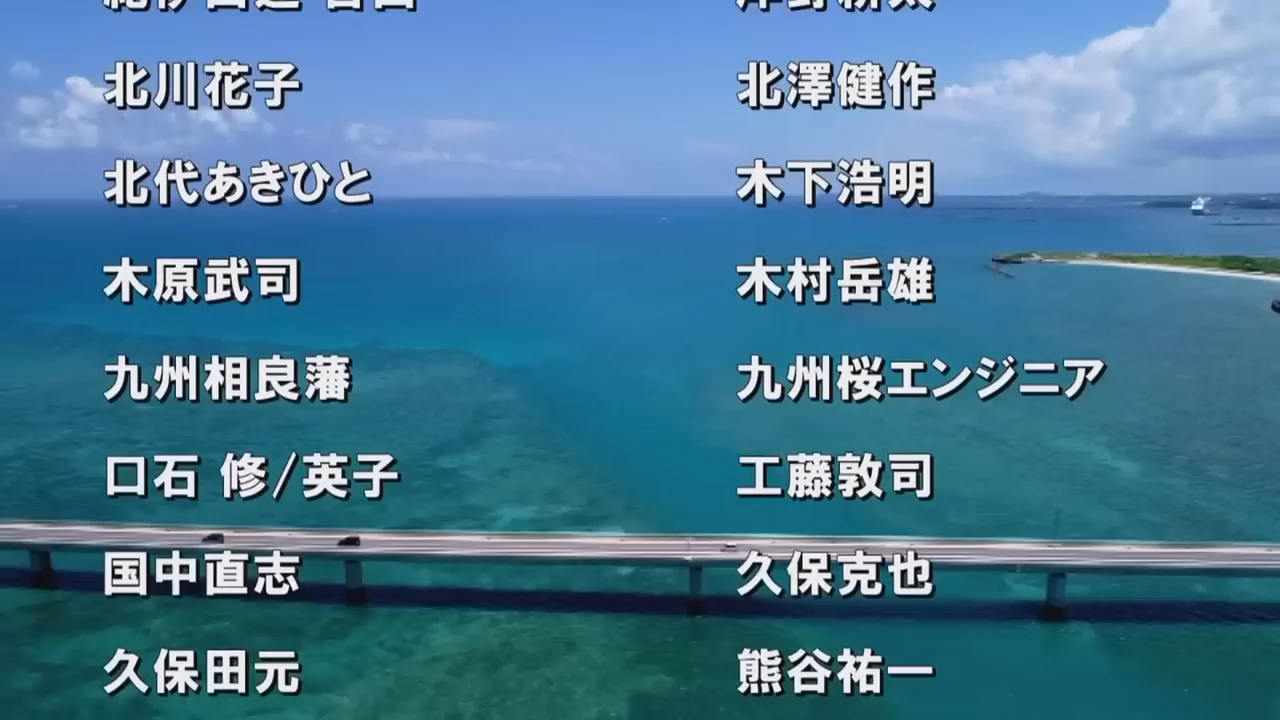 北川花子 北澤健作
北代あきひと 木下浩明
木原武司 木村岳雄
九州相良藩 九州桜エンジニア
口石 修/英子 工藤敦司
国中直志 久保克也
久保田元 熊谷祐一